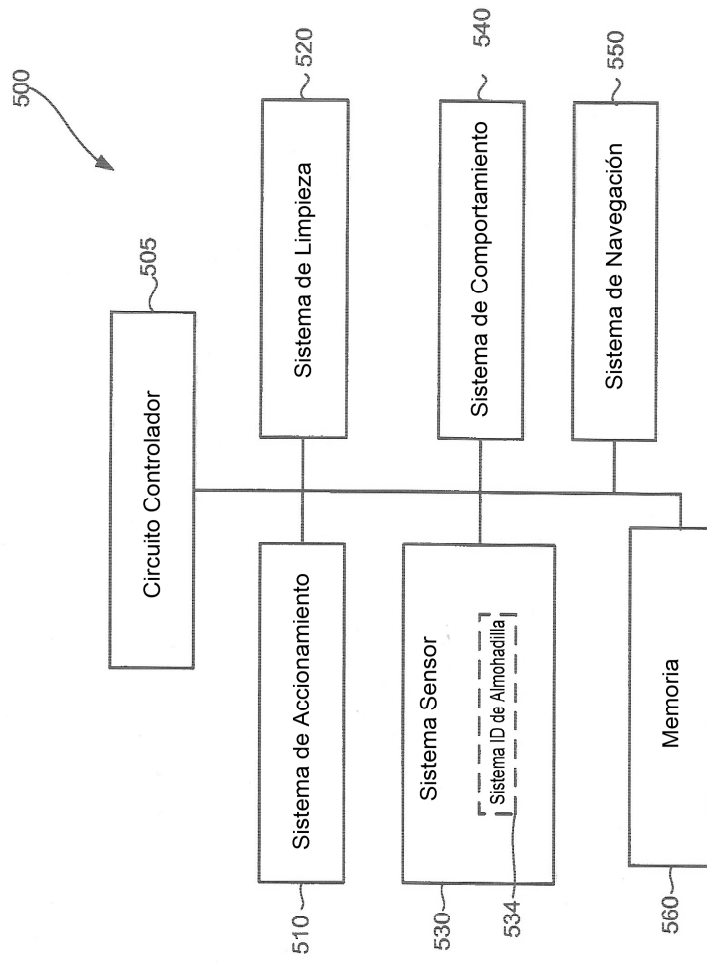 500
505
Circuito Controlador
510
Sistema de Accionamiento
520
Sistema de Limpieza
530
Sistema Sensor
534
Sistema ID de Almohadilla
540
Sistema de Comportamiento
550
Sistema de Navegación
560
Memoria